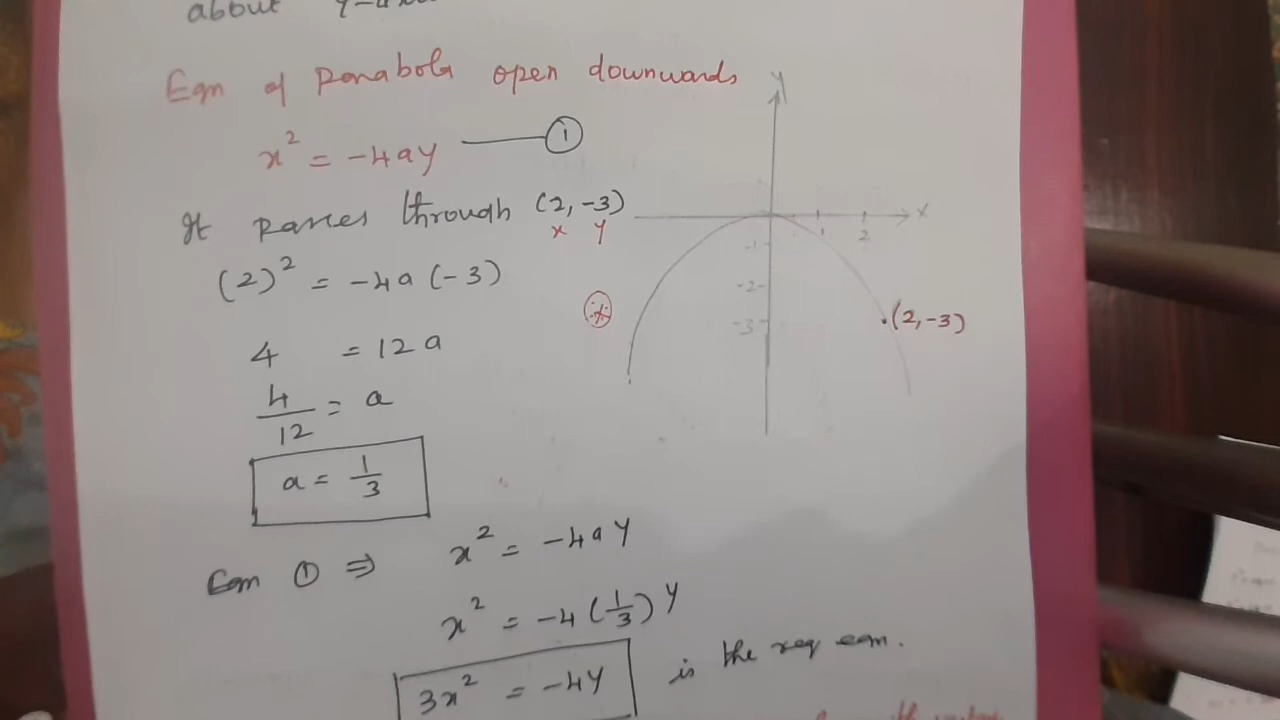 about
Eqn of Parabola open downwards
x² = -4ay ——— ①
It passes through (2, -3)
x y
(2)² = -4a (-3)
4 = 12a
4/12 = a
a = 1/3
Eqn ① ⇒ x² = -4ay
x² = -4 (1/3) y
3x² = -4y is the req eqn.
y
x
1
2
-1
-2
-3
(2, -3)